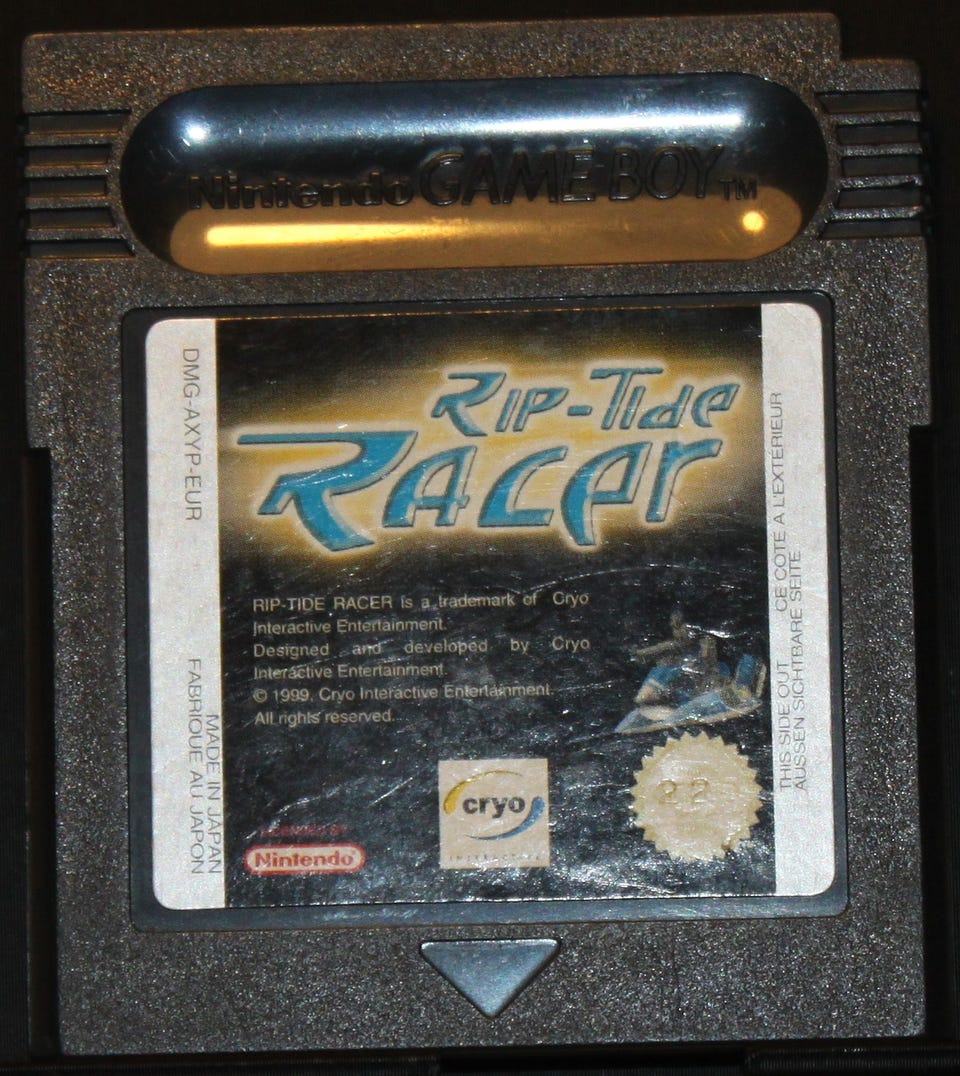 Nintendo GAME BOY TM
DMG-AXYP-EUR
RIP-TIDE
RACER
RIP-TIDE RACER is a trademark of Cryo
Interactive Entertainment.
Designed and developed by Cryo
Interactive Entertainment.
© 1999. Cryo Interactive Entertainment.
All rights reserved.
LICENSED BY
Nintendo®
cryo
INTERACTIVE
22
MADE IN JAPAN
FABRIQUE AU JAPON
THIS SIDE OUT CE COTE A L'EXTERIEUR
AUSSEN SICHTBARE SEITE